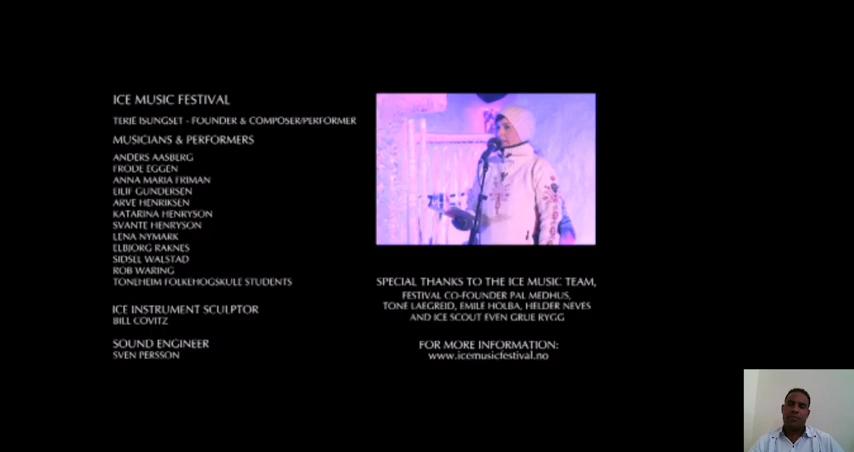 ICE MUSIC FESTIVAL
TERJE ISUNGSET - FOUNDER & COMPOSER/PERFORMER
MUSICIANS & PERFORMERS
ANDERS AASBERG
FRODE EGGEN
ANNA MARIA FRIMAN
EILIF GUNDERSEN
ARVE HENRIKSEN
KATARINA HENRYSON
SVANTE HENRYSON
LENA NYMARK
ELBJORG RAKNES
SIDSEL WALSTAD
ROB WARING
TONEHEIM FOLKEHOGSKULE STUDENTS
ICE INSTRUMENT SCULPTOR
BILL COVITZ
SOUND ENGINEER
SVEN PERSSON
SPECIAL THANKS TO THE ICE MUSIC TEAM,
FESTIVAL CO-FOUNDER PAL MEDHUS,
TONE LAEGREID, EMILE HOLBA, HELDER NEVES
AND ICE SCOUT EVEN GRUE RYGG
FOR MORE INFORMATION:
www.icemusicfestival.no